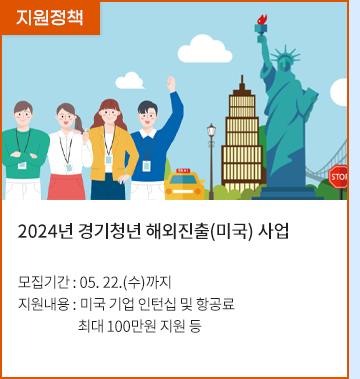 지원정책
TAXI
STOP
2024년 경기청년 해외진출(미국) 사업
모집기간 : 05. 22.(수)까지
지원내용 : 미국 기업 인턴십 및 항공료
최대 100만원 지원 등